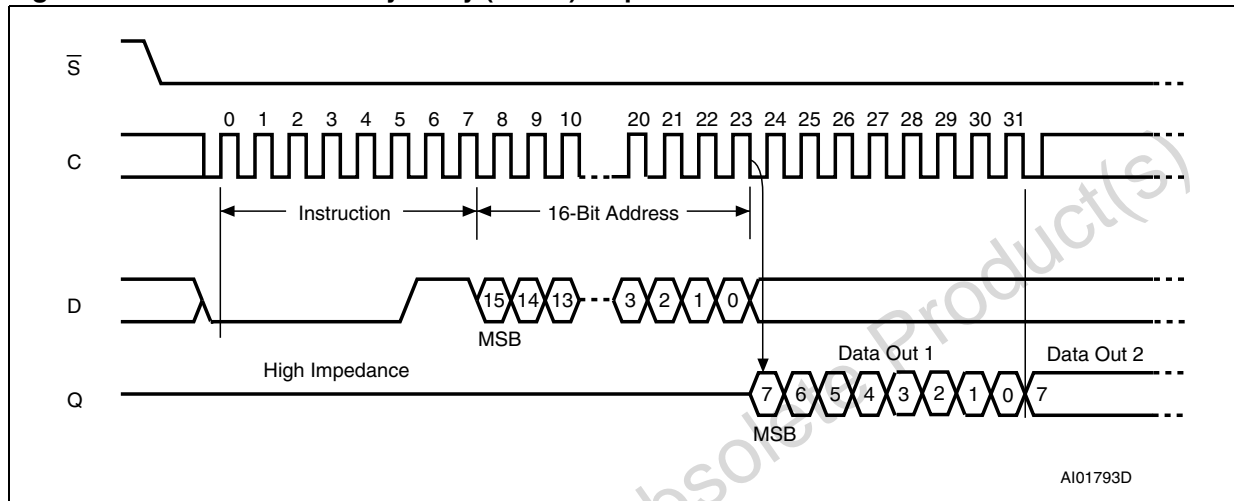 S
0 1 2 3 4 5 6 7 8 9 10 20 21 22 23 24 25 26 27 28 29 30 31
C
Instruction 16-Bit Address
D 15 14 13 3 2 1 0
MSB
High Impedance Data Out 1 Data Out 2
Q 7 6 5 4 3 2 1 0 7
MSB
AI01793D